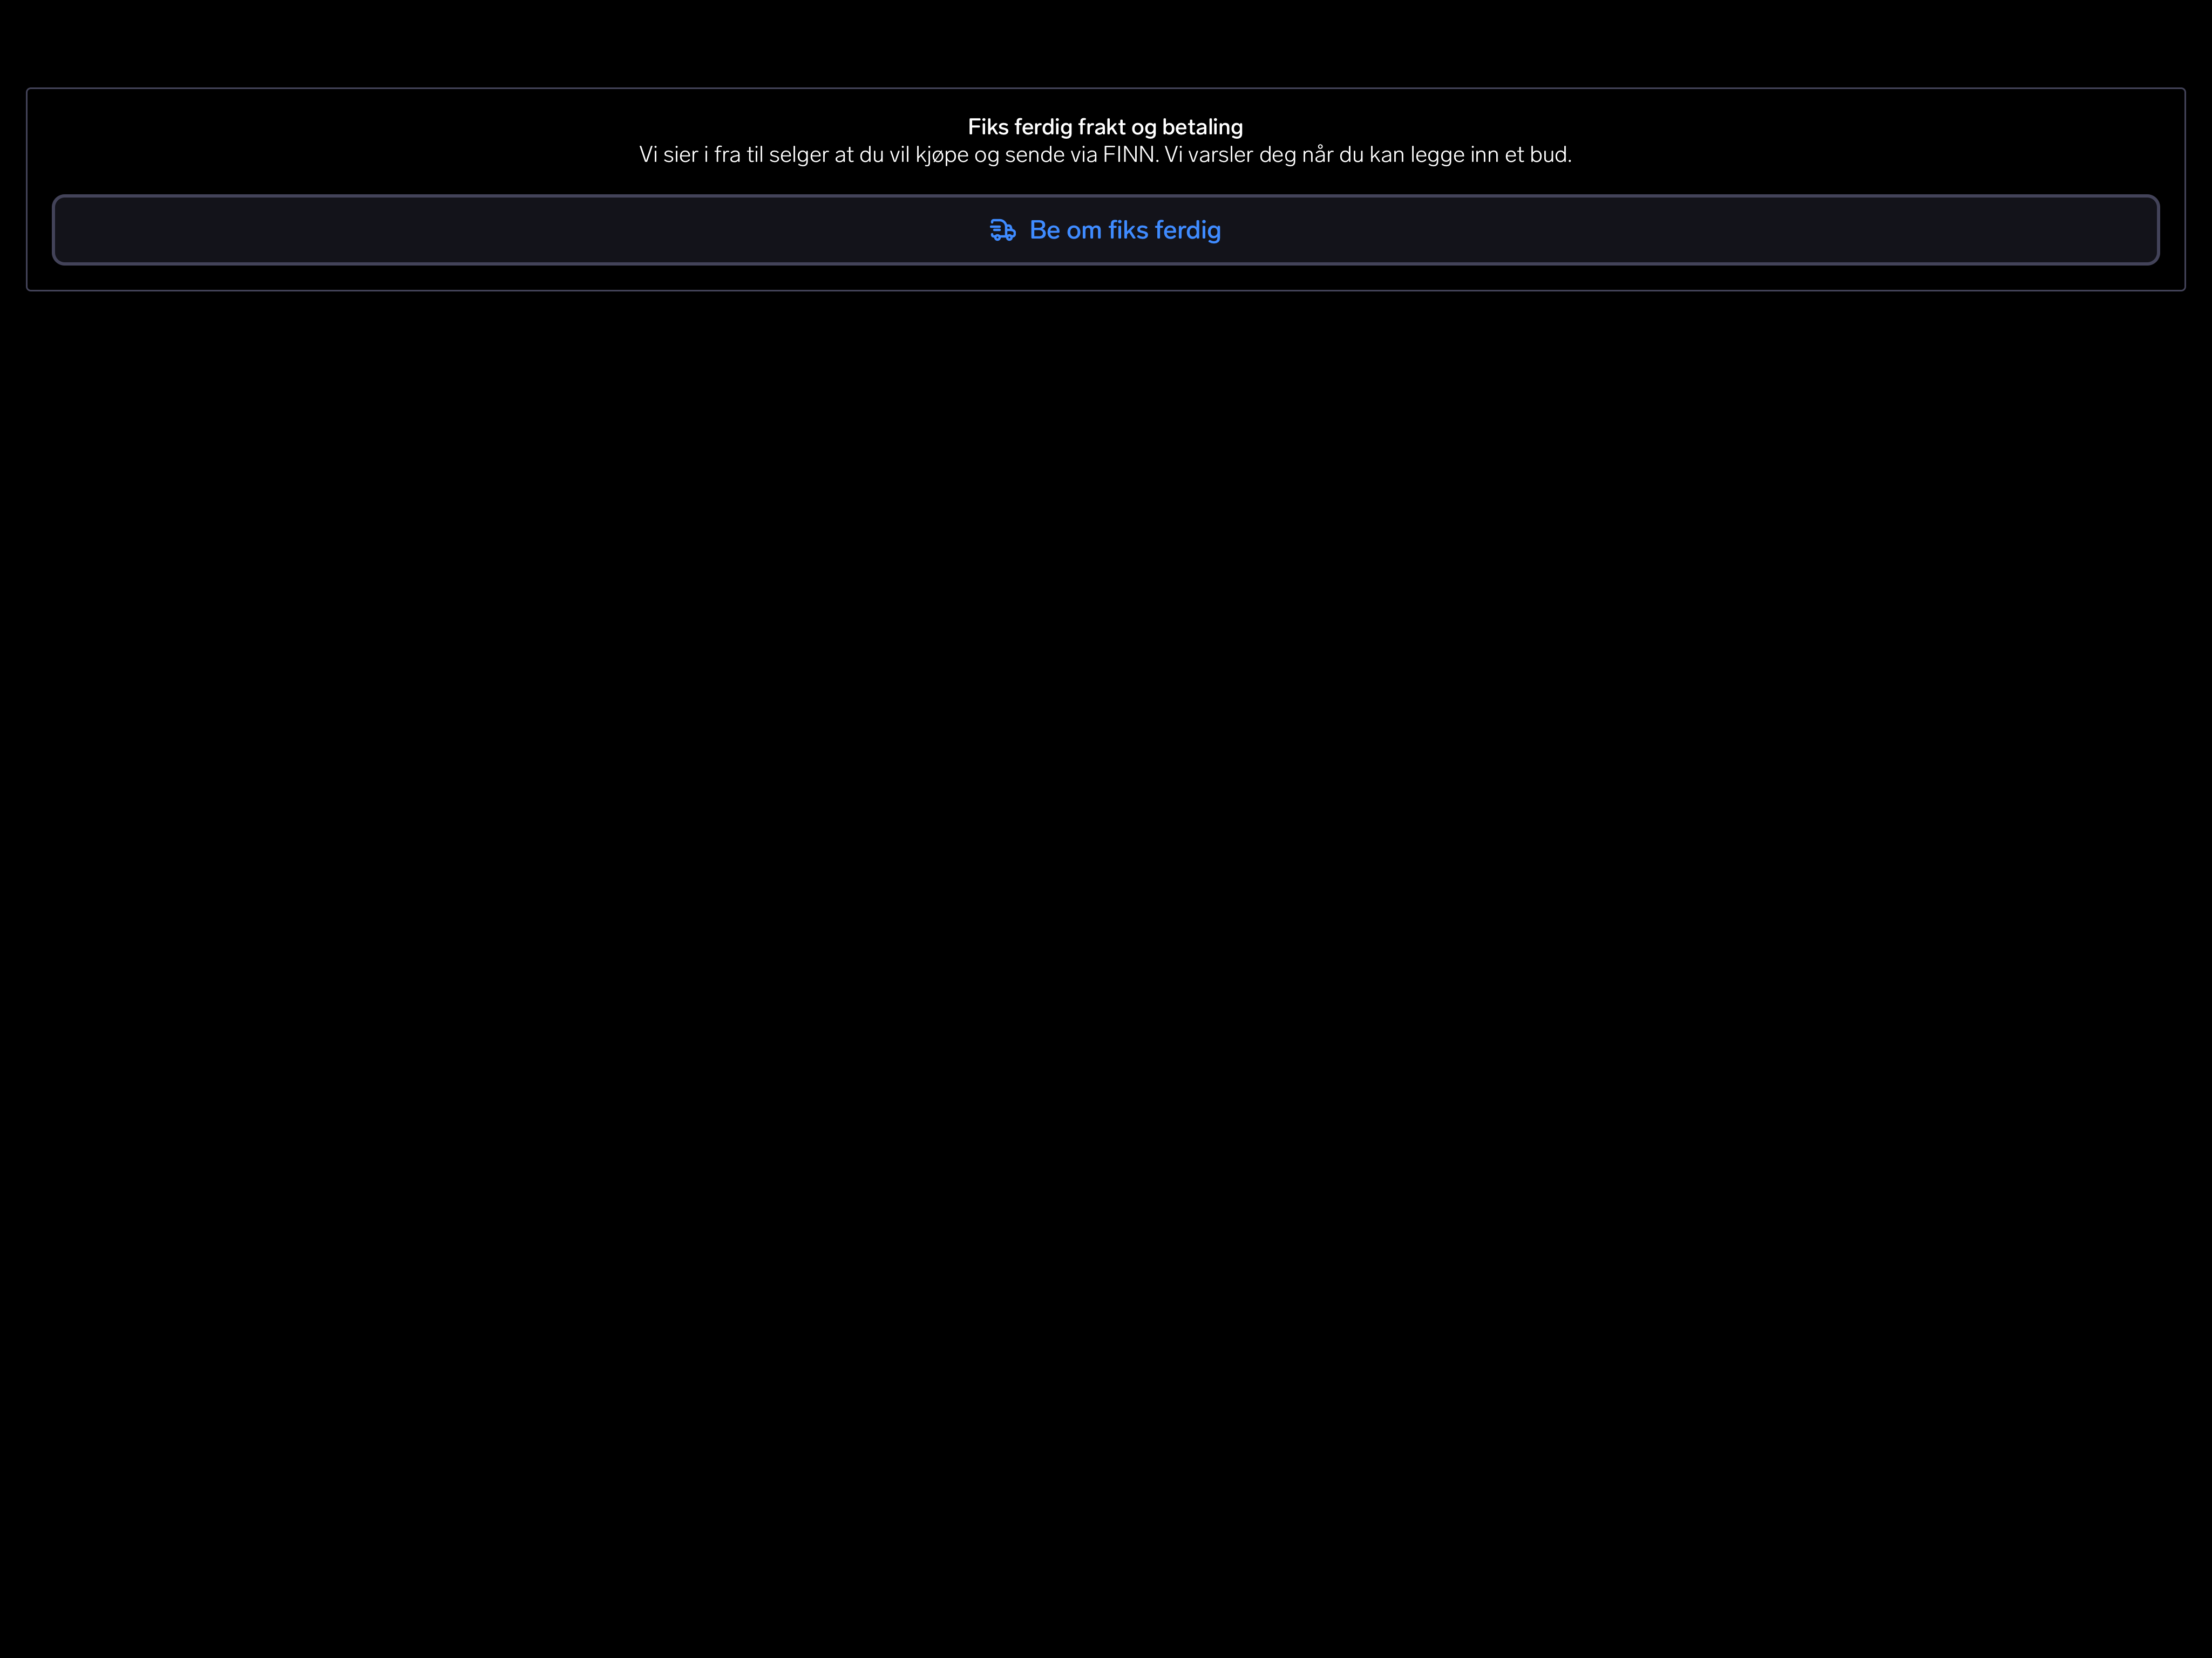 Fiks ferdig frakt og betaling
Vi sier i fra til selger at du vil kjøpe og sende via FINN. Vi varsler deg når du kan legge inn et bud.
Be om fiks ferdig